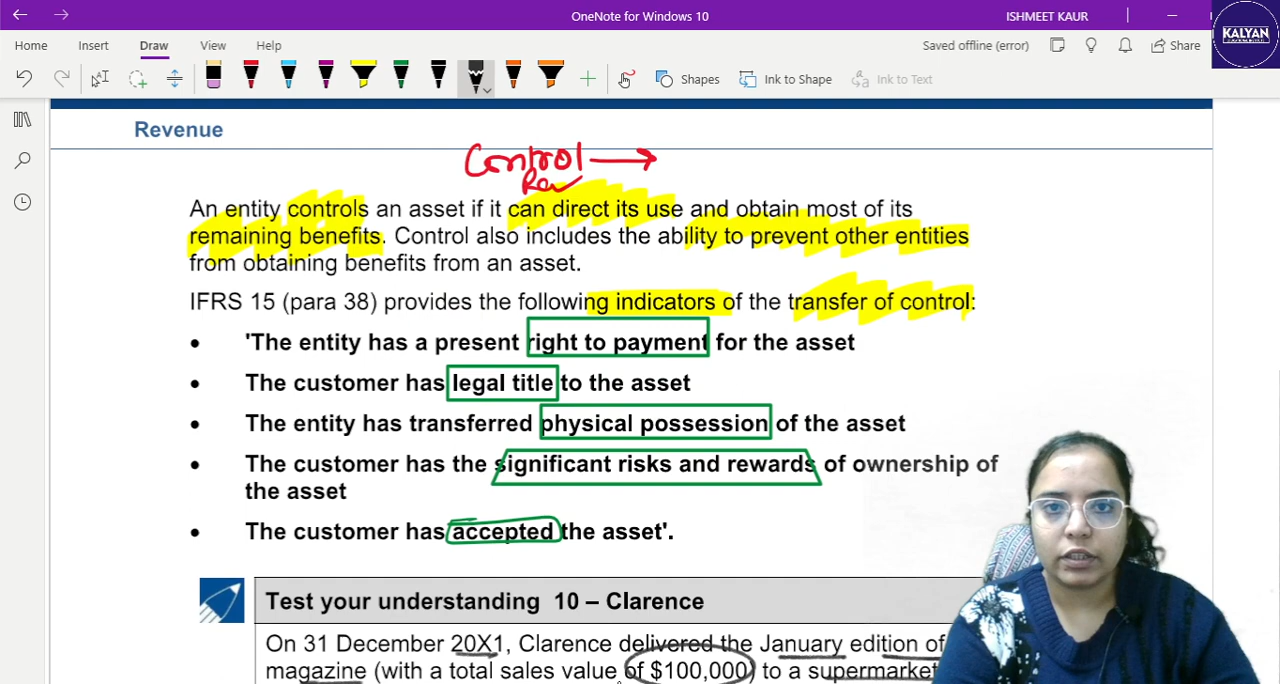 OneNote for Windows 10
ISHMEET KAUR
KALYAN
Home Insert Draw View Help
Saved offline (error) Share
Shapes Ink to Shape Ink to Text
Revenue
Control
Rev
An entity controls an asset if it can direct its use and obtain most of its
remaining benefits. Control also includes the ability to prevent other entities
from obtaining benefits from an asset.
IFRS 15 (para 38) provides the following indicators of the transfer of control:
• 'The entity has a present right to payment for the asset
• The customer has legal title to the asset
• The entity has transferred physical possession of the asset
• The customer has the significant risks and rewards of ownership of
the asset
• The customer has accepted the asset'.
Test your understanding 10 – Clarence
On 31 December 20X1, Clarence delivered the January edition of
magazine (with a total sales value of $100,000) to a supermarket